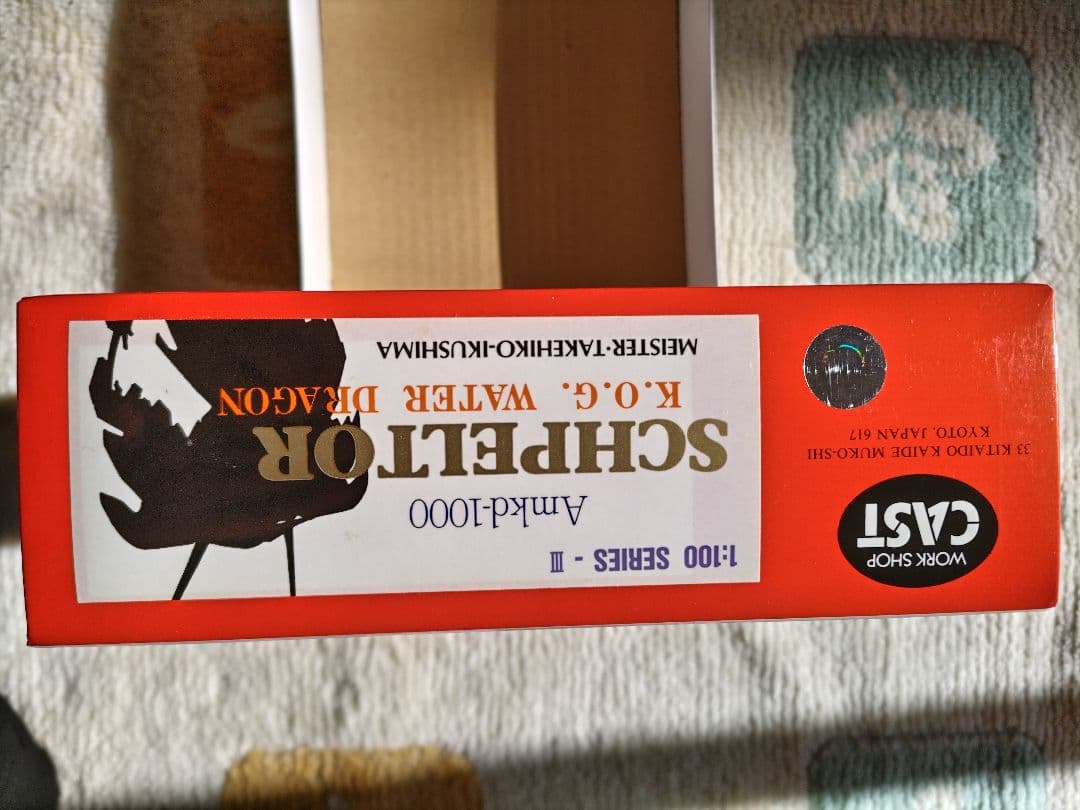 WORK SHOP
CAST
33 KITAIDO KAIDE MUKO-SHI
KYOTO. JAPAN 617
1:100 SERIES - III
Amkd-1000
SCHPELTOR
K.O.G. WATER DRAGON
MEISTER·TAKEHIKO-IKUSHIMA